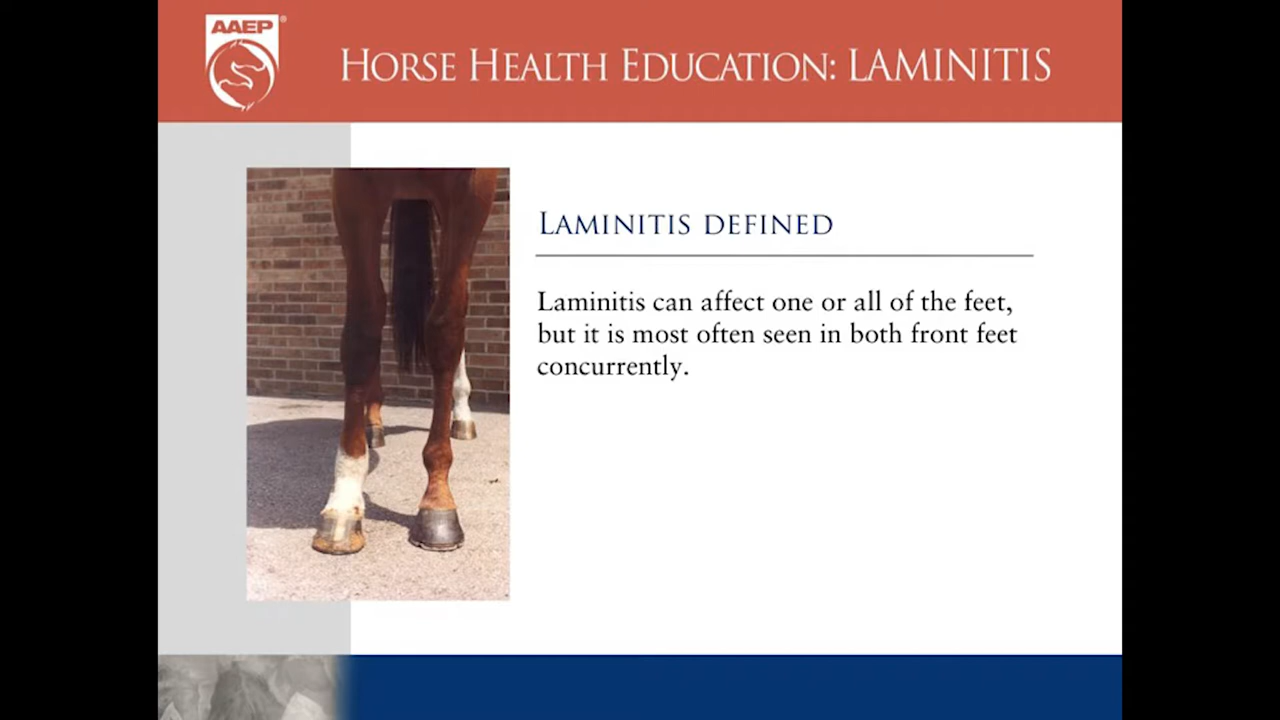 AAEP®
HORSE HEALTH EDUCATION: LAMINITIS
LAMINITIS DEFINED
Laminitis can affect one or all of the feet,
but it is most often seen in both front feet
concurrently.